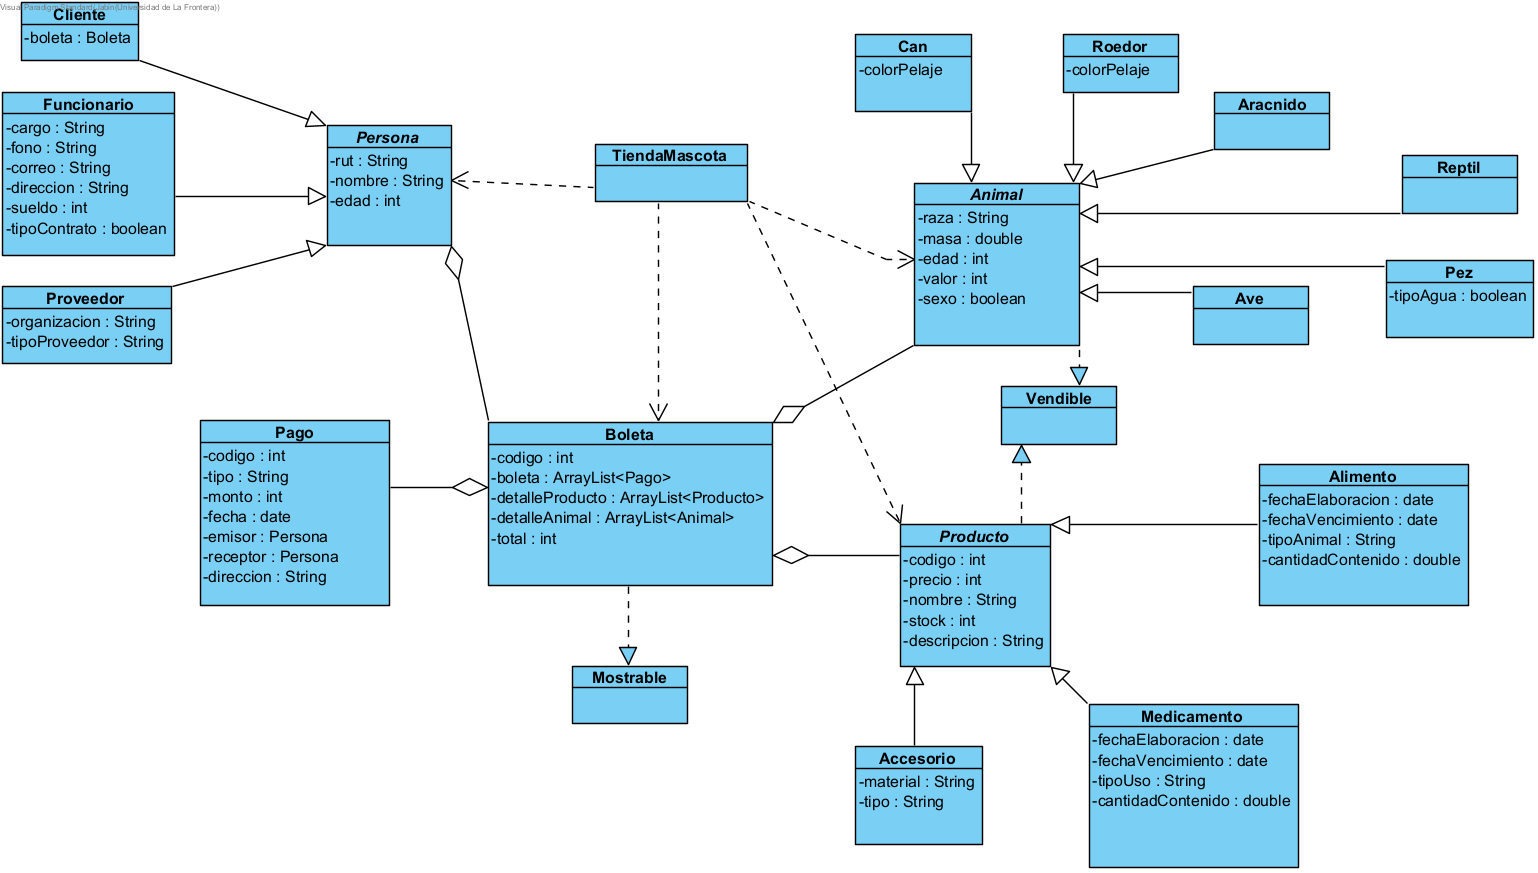 Visual Paradigm Standard(Jabin(Universidad de La Frontera))
Cliente
-boleta : Boleta
Funcionario
-cargo : String
-fono : String
-correo : String
-direccion : String
-sueldo : int
-tipoContrato : boolean
Proveedor
-organizacion : String
-tipoProveedor : String
Persona
-rut : String
-nombre : String
-edad : int
TiendaMascota
Can
-colorPelaje
Roedor
-colorPelaje
Aracnido
Reptil
Animal
-raza : String
-masa : double
-edad : int
-valor : int
-sexo : boolean
Pez
-tipoAgua : boolean
Ave
Vendible
Pago
-codigo : int
-tipo : String
-monto : int
-fecha : date
-emisor : Persona
-receptor : Persona
-direccion : String
Boleta
-codigo : int
-boleta : ArrayList<Pago>
-detalleProducto : ArrayList<Producto>
-detalleAnimal : ArrayList<Animal>
-total : int
Mostrable
Producto
-codigo : int
-precio : int
-nombre : String
-stock : int
-descripcion : String
Alimento
-fechaElaboracion : date
-fechaVencimiento : date
-tipoAnimal : String
-cantidadContenido : double
Accesorio
-material : String
-tipo : String
Medicamento
-fechaElaboracion : date
-fechaVencimiento : date
-tipoUso : String
-cantidadContenido : double